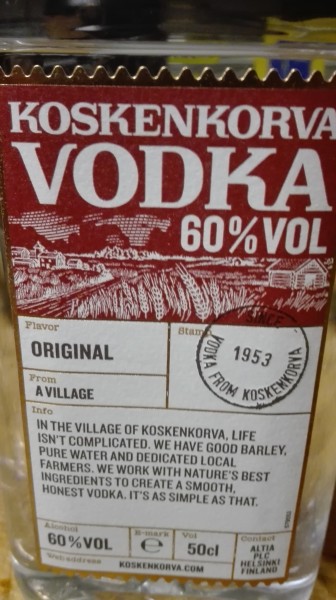 KOSKENKORVA
VODKA
60%VOL
Flavor
ORIGINAL
Stamp
SINCE
1953
VODKA FROM KOSKENKORVA
From
A VILLAGE
Info
IN THE VILLAGE OF KOSKENKORVA, LIFE
ISN'T COMPLICATED. WE HAVE GOOD BARLEY,
PURE WATER AND DEDICATED LOCAL
FARMERS. WE WORK WITH NATURE'S BEST
INGREDIENTS TO CREATE A SMOOTH,
HONEST VODKA. IT'S AS SIMPLE AS THAT.
Alcohol
60%VOL
E-mark
e
Vol
50cl
Contact
ALTIA
PLC
HELSINKI
FINLAND
Web address
KOSKENKORVA.COM